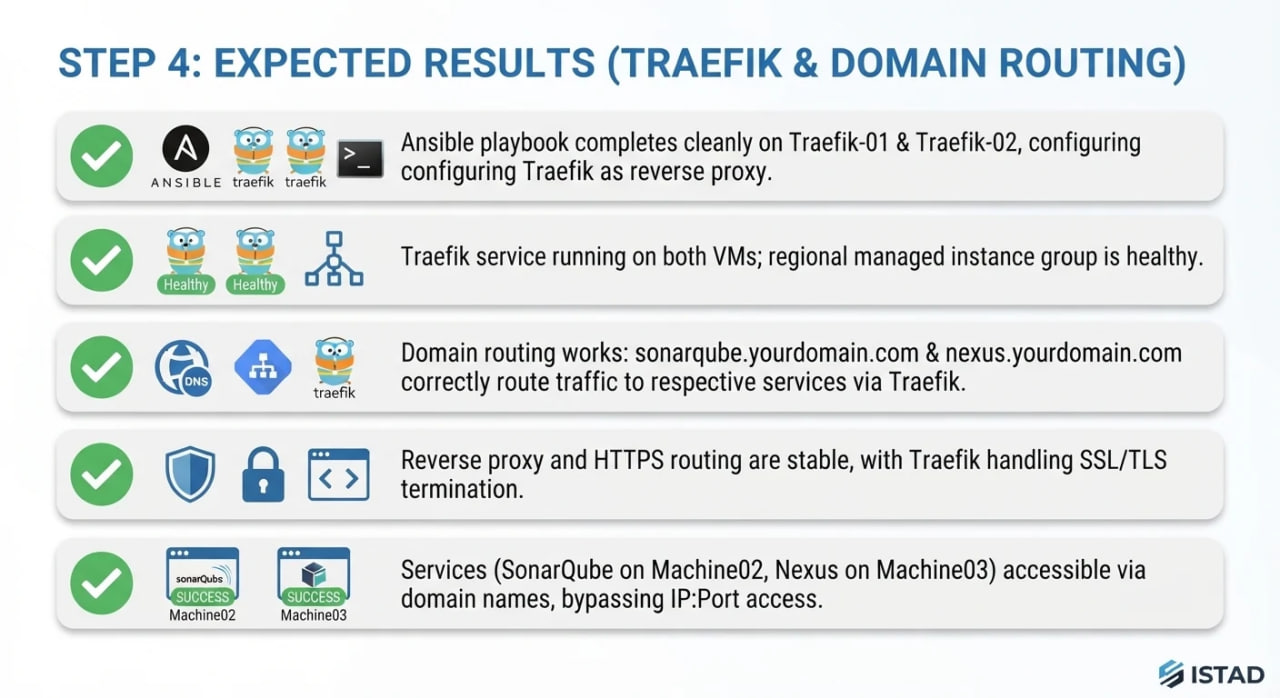 STEP 4: EXPECTED RESULTS (TRAEFIK & DOMAIN ROUTING)
ANSIBLE
traefik
traefik
>_
Ansible playbook completes cleanly on Traefik-01 & Traefik-02, configuring
configuring Traefik as reverse proxy.
Healthy
Healthy
Traefik service running on both VMs; regional managed instance group is healthy.
DNS
traefik
Domain routing works: sonarqube.yourdomain.com & nexus.yourdomain.com
correctly route traffic to respective services via Traefik.
< >
Reverse proxy and HTTPS routing are stable, with Traefik handling SSL/TLS
termination.
sonarQubs
SUCCESS
Machine02
SUCCESS
Machine03
Services (SonarQube on Machine02, Nexus on Machine03) accessible via
domain names, bypassing IP:Port access.
ISTAD